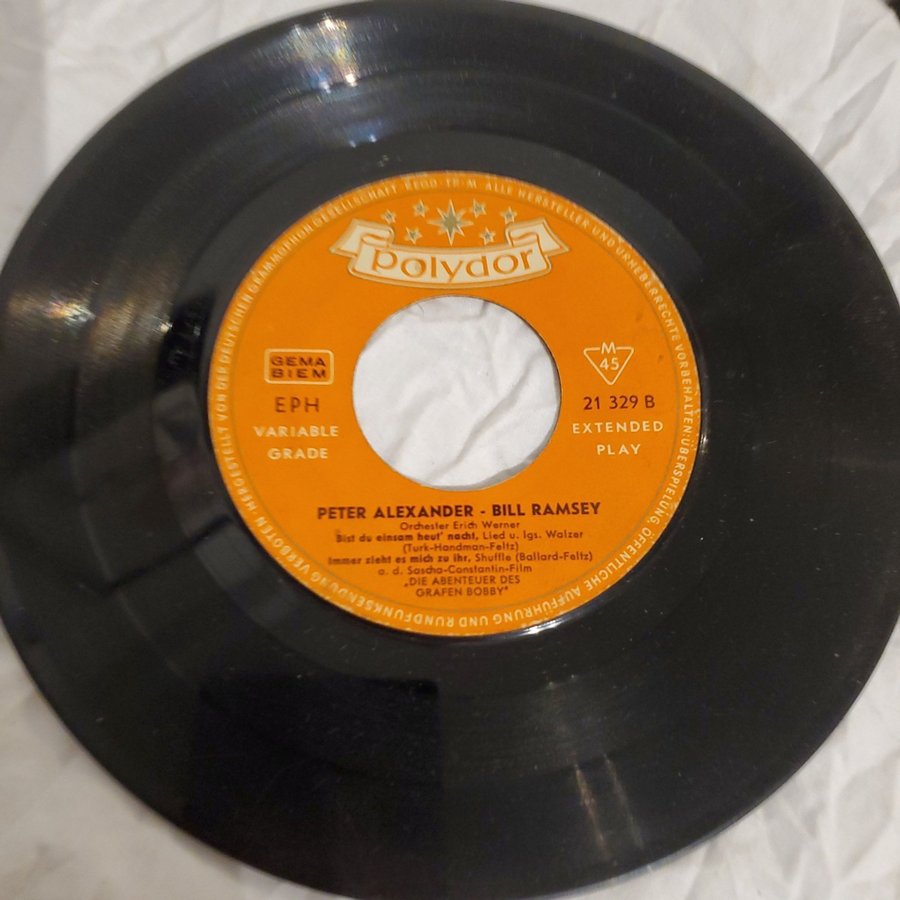 HERGESTELLT VON DER DEUTSCHEN GRAMMOPHON GESELLSCHAFT · REGD · TR · M · ALLE HERSTELLER UND URHEBERRECHTE VORBEHALTEN · ÜBERSPIELUNG, ÖFFENTLICHE AUFFÜHRUNG UND RUNDFUNKSENDUNG VERBOTEN ·
polydor
GEMA
BIEM
EPH
VARIABLE
GRADE
M
45
21 329 B
EXTENDED
PLAY
PETER ALEXANDER - BILL RAMSEY
Orchester Erich Werner
Bist du einsam heut' nacht, Lied u. lgs. Walzer
(Turk-Handman-Feltz)
Immer zieht es mich zu ihr, Shuffle (Ballard-Feltz)
a. d. Sascha-Constantin-Film
„DIE ABENTEUER DES
GRAFEN BOBBY"